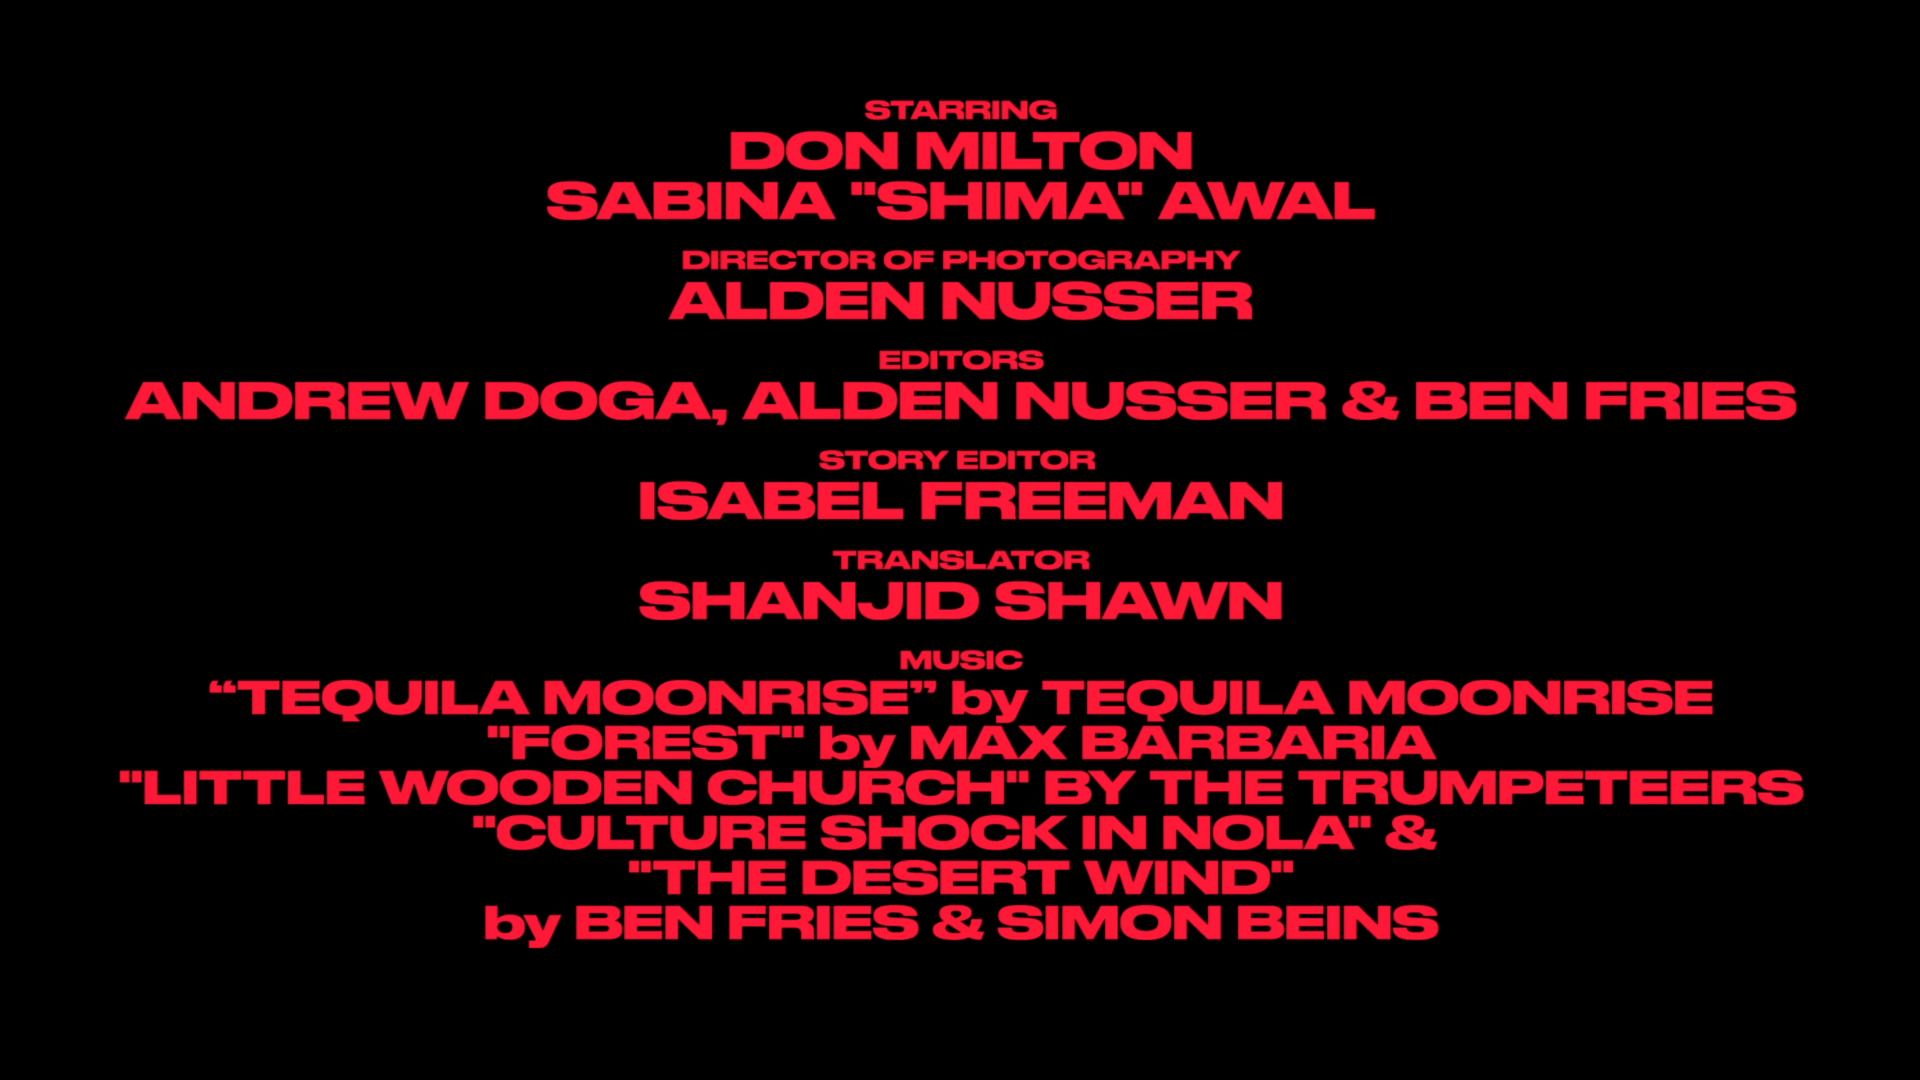 STARRING
DON MILTON
SABINA "SHIMA" AWAL
DIRECTOR OF PHOTOGRAPHY
ALDEN NUSSER
EDITORS
ANDREW DOGA, ALDEN NUSSER & BEN FRIES
STORY EDITOR
ISABEL FREEMAN
TRANSLATOR
SHANJID SHAWN
MUSIC
“TEQUILA MOONRISE” by TEQUILA MOONRISE
"FOREST" by MAX BARBARIA
"LITTLE WOODEN CHURCH" BY THE TRUMPETEERS
"CULTURE SHOCK IN NOLA" &
"THE DESERT WIND"
by BEN FRIES & SIMON BEINS